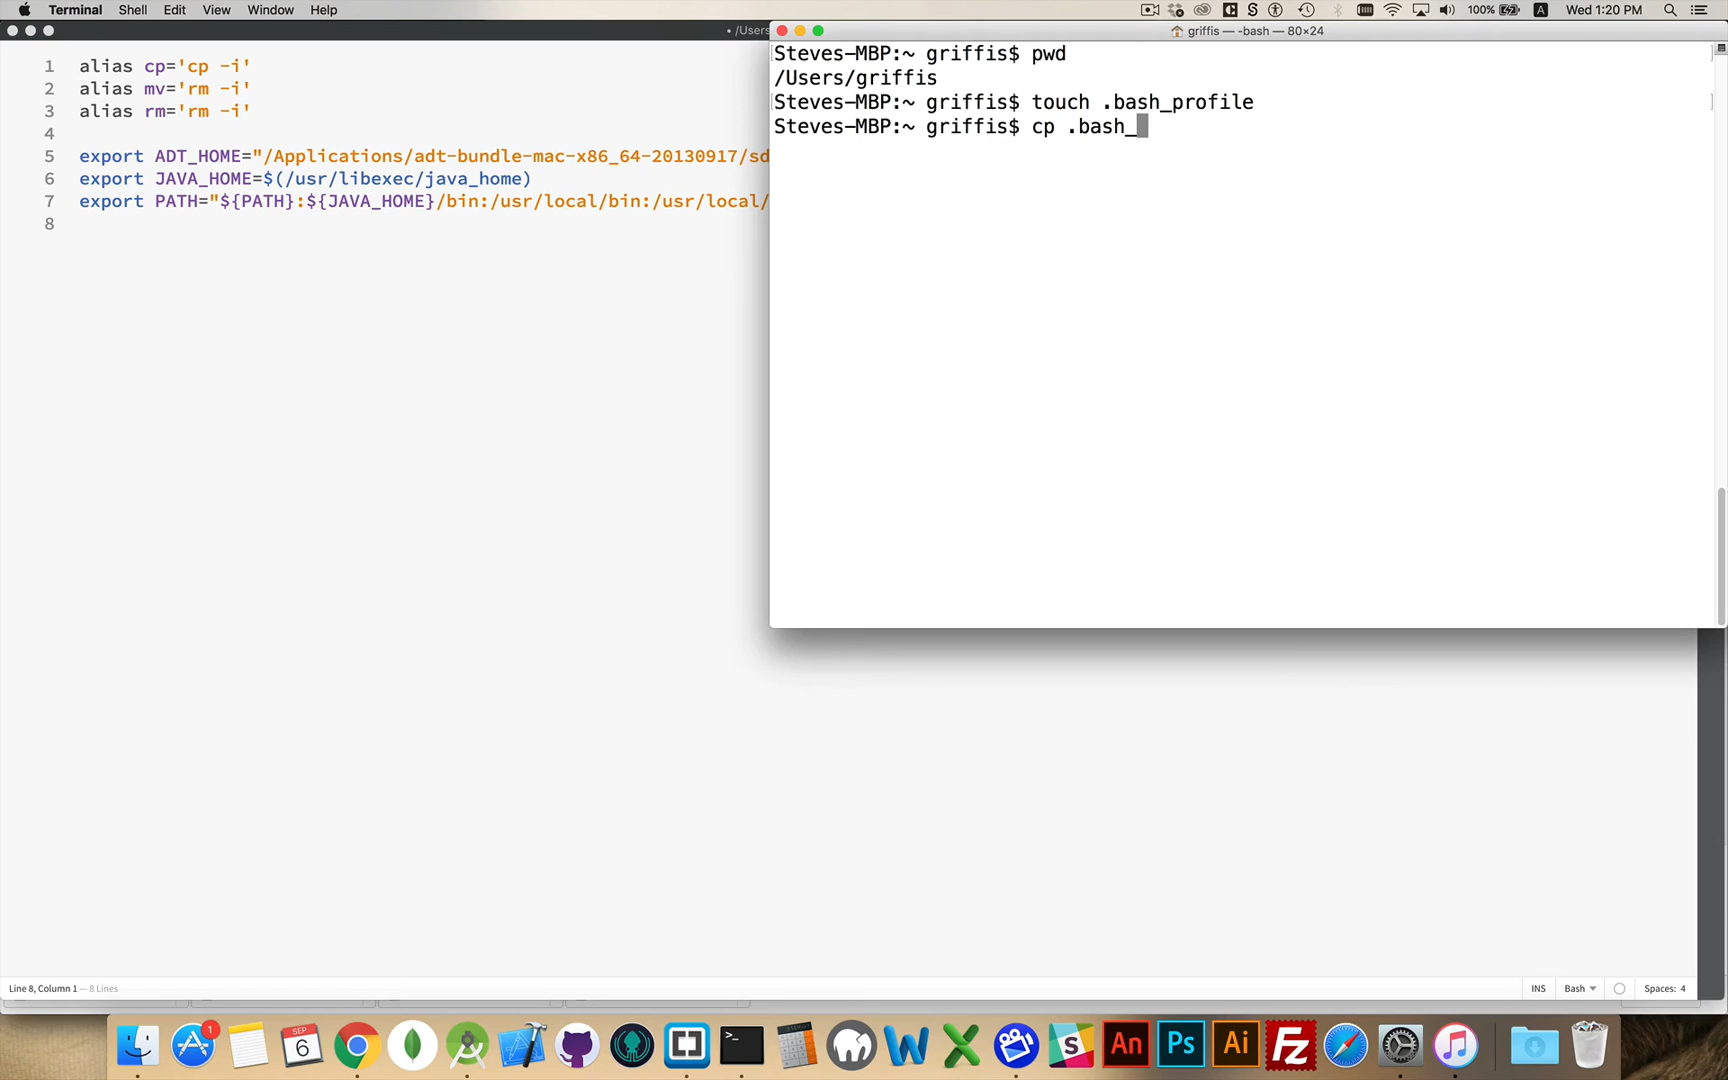 Terminal Shell Edit View Window Help
100% A Wed 1:20 PM
/Users
griffis — -bash — 80×24
1 alias cp='cp -i'
2 alias mv='rm -i'
3 alias rm='rm -i'
4
5 export ADT_HOME="/Applications/adt-bundle-mac-x86_64-20130917/sd
6 export JAVA_HOME=$(/usr/libexec/java_home)
7 export PATH="${PATH}:${JAVA_HOME}/bin:/usr/local/bin:/usr/local/
8
Steves-MBP:~ griffis$ pwd
/Users/griffis
Steves-MBP:~ griffis$ touch .bash_profile
Steves-MBP:~ griffis$ cp .bash_
Line 8, Column 1 — 8 Lines
INS Bash Spaces: 4
1
SEP
6
>_
W
X
S
An
Ps
Ai
Fz